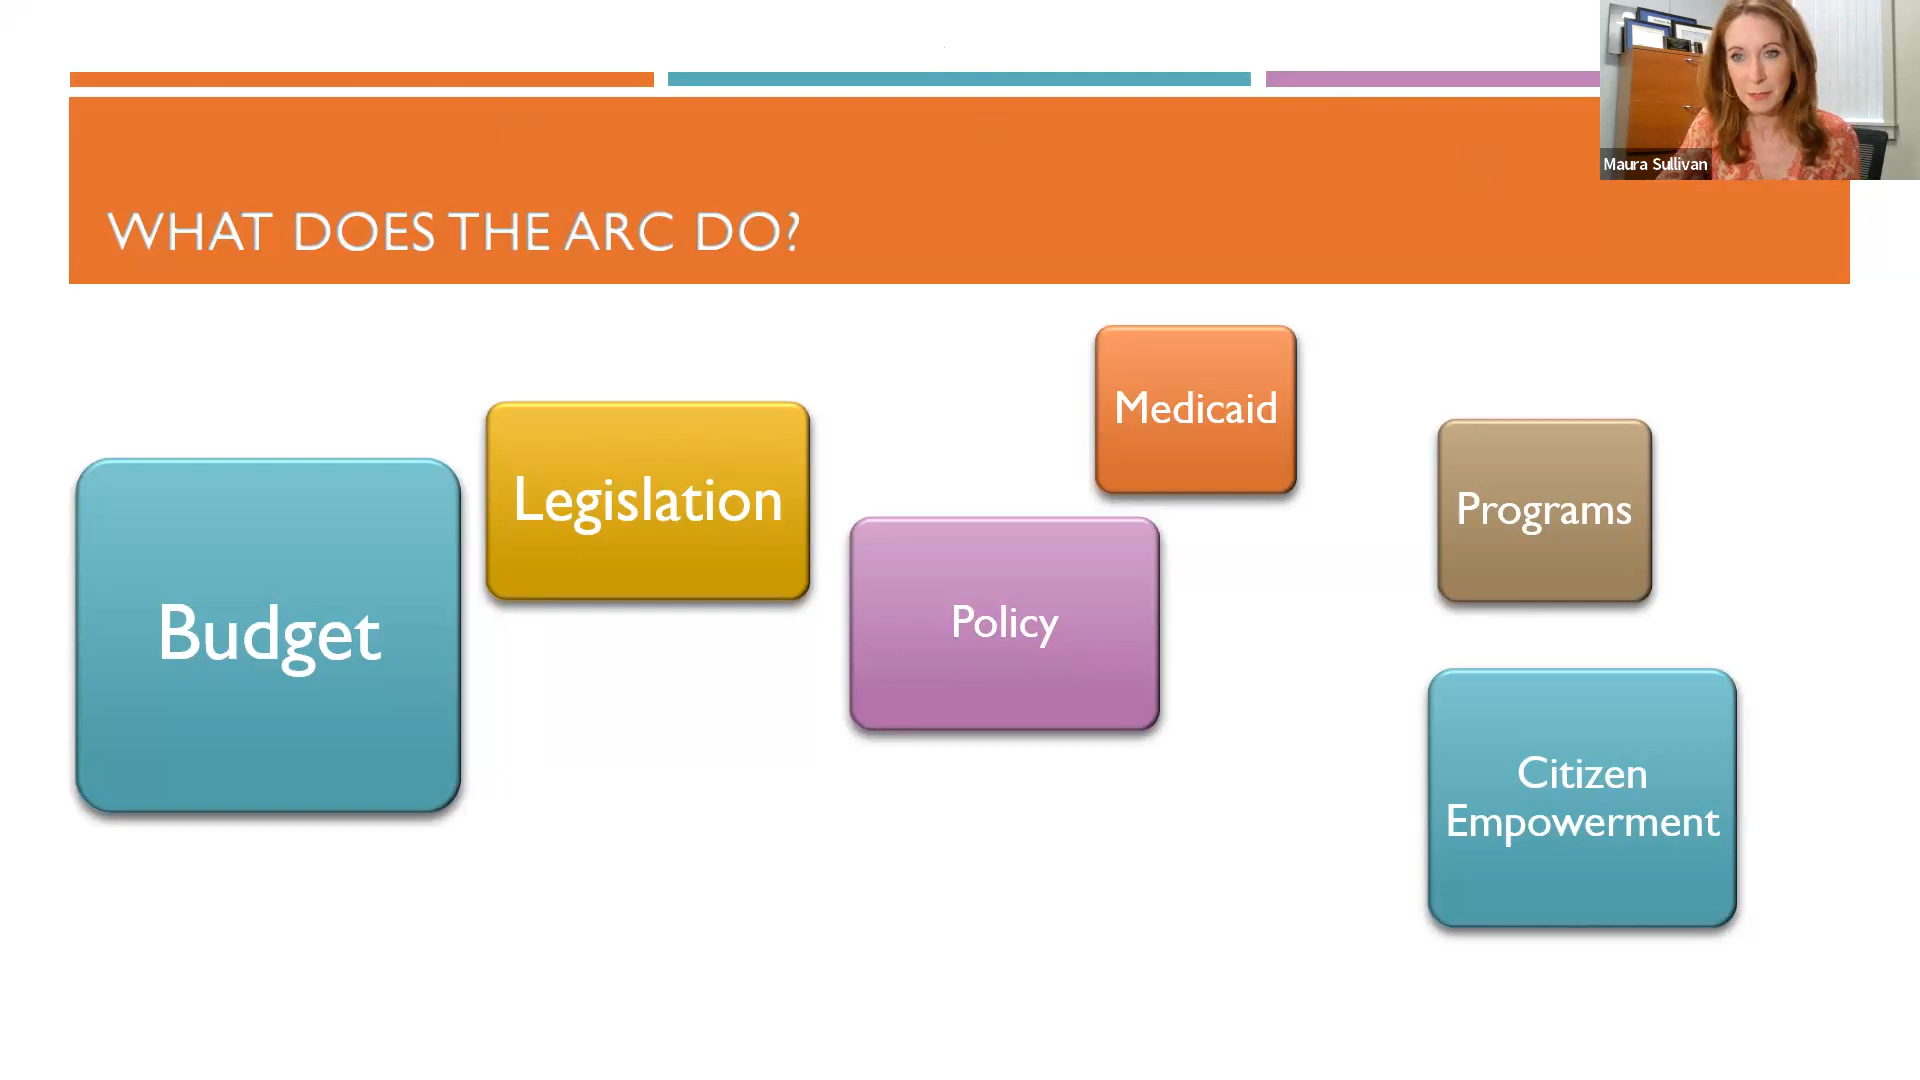 Maura Sullivan
WHAT DOES THE ARC DO?
Budget
Legislation
Policy
Medicaid
Programs
Citizen
Empowerment